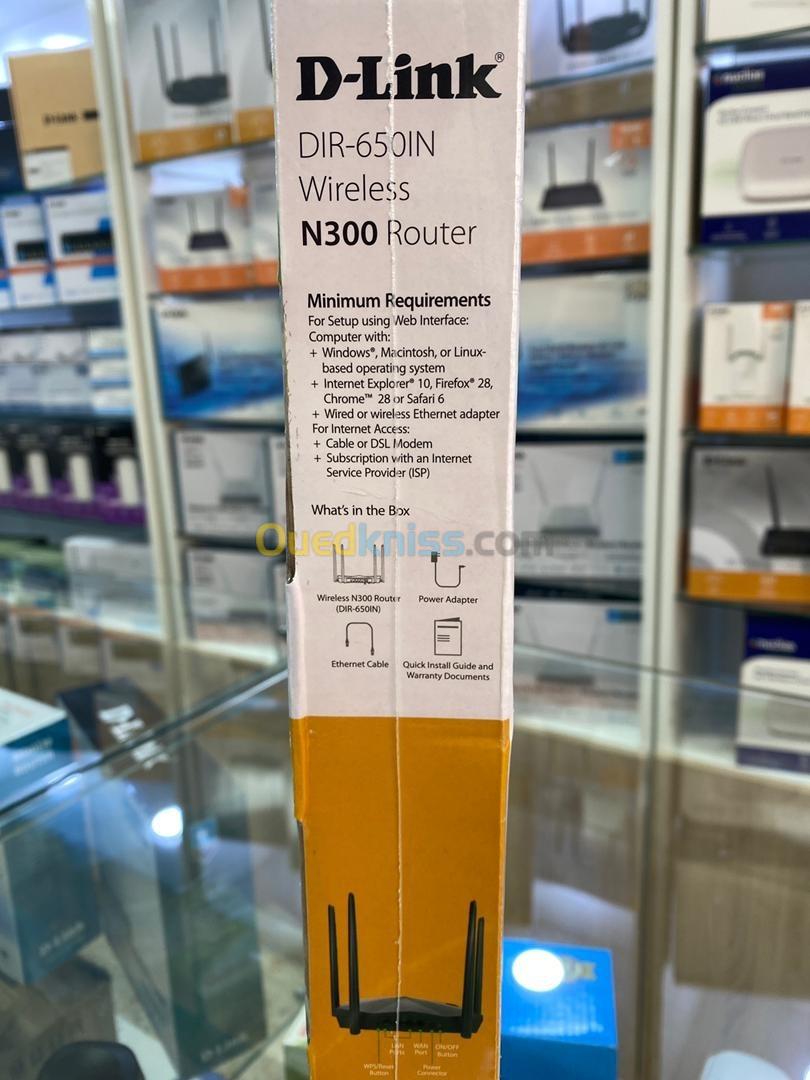 D-Link®
DIR-650IN
Wireless
N300 Router
Minimum Requirements
For Setup using Web Interface:
Computer with:
+ Windows®, Macintosh, or Linux-
based operating system
+ Internet Explorer® 10, Firefox® 28,
Chrome™ 28 or Safari 6
+ Wired or wireless Ethernet adapter
For Internet Access:
+ Cable or DSL Modem
+ Subscription with an Internet
Service Provider (ISP)
What's in the Box
Ouedkniss.com
Wireless N300 Router
(DIR-650IN)
Power Adapter
Ethernet Cable
Quick Install Guide and
Warranty Documents
LAN
Ports
WAN
Port
ON/OFF
Button
WPS/Reset
Button
Power
Connector
D-Link
D-Link